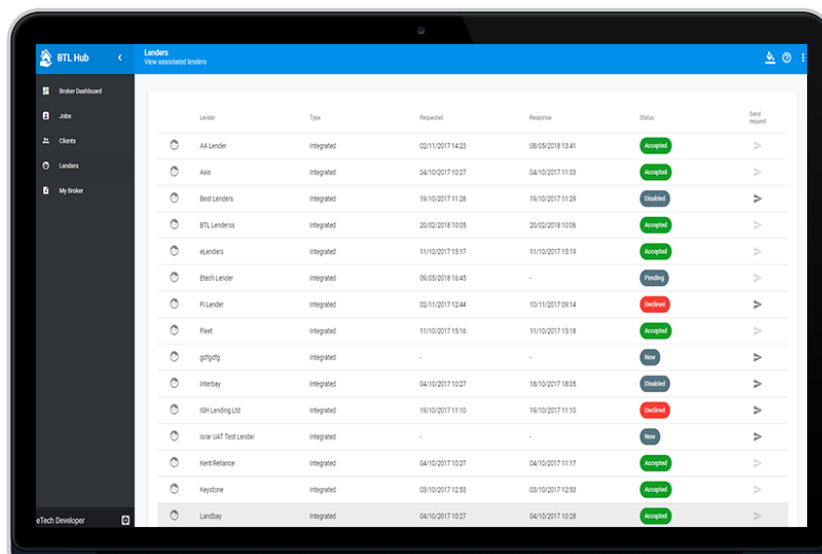 BTL Hub
Lenders
View associated lenders
Broker Dashboard
Jobs
Clients
Lenders
My Broker
eTech Developer
Lender Type Requested Response Status Send request
AA Lender Integrated 02/11/2017 14:23 08/05/2018 13:41 Accepted
Axis Integrated 04/10/2017 10:27 04/10/2017 11:03 Accepted
Best Lenders Integrated 19/10/2017 11:28 19/10/2017 11:29 Disabled
BTL Lenderss Integrated 20/02/2018 10:05 20/02/2018 10:06 Accepted
eLenders Integrated 11/10/2017 15:17 11/10/2017 15:19 Accepted
Etech Lender Integrated 09/05/2018 16:45 - Pending
FI Lender Integrated 02/11/2017 12:44 10/11/2017 09:14 Declined
Fleet Integrated 11/10/2017 15:16 11/10/2017 15:18 Accepted
gdfgdfg Integrated - - New
Interbay Integrated 04/10/2017 10:27 18/10/2017 18:05 Disabled
ISH Lending Ltd Integrated 19/10/2017 11:10 19/10/2017 11:10 Declined
Israr UAT Test Lender Integrated - - New
Kent Reliance Integrated 04/10/2017 10:27 04/10/2017 11:17 Accepted
Keystone Integrated 03/10/2017 12:53 03/10/2017 12:53 Accepted
Landbay Integrated 04/10/2017 10:27 04/10/2017 10:28 Accepted